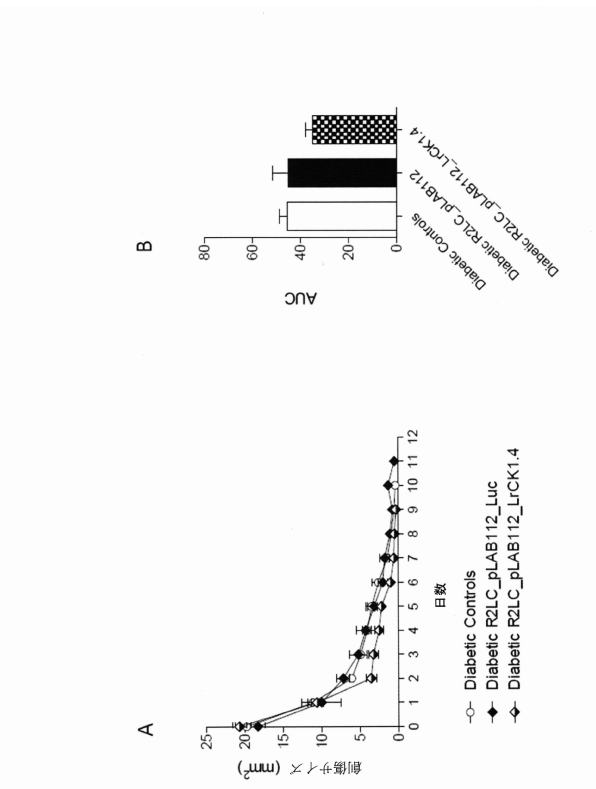 A
創傷サイズ (mm²)
25
20
15
10
5
0
0 1 2 3 4 5 6 7 8 9 10 11 12
日数
Diabetic Controls
Diabetic R2LC_pLAB112_Luc
Diabetic R2LC_pLAB112_LrCK1.4
B
AUC
80
60
40
20
0
Diabetic Controls
Diabetic R2LC_pLAB112
Diabetic R2LC_pLAB112_LrCK1.4